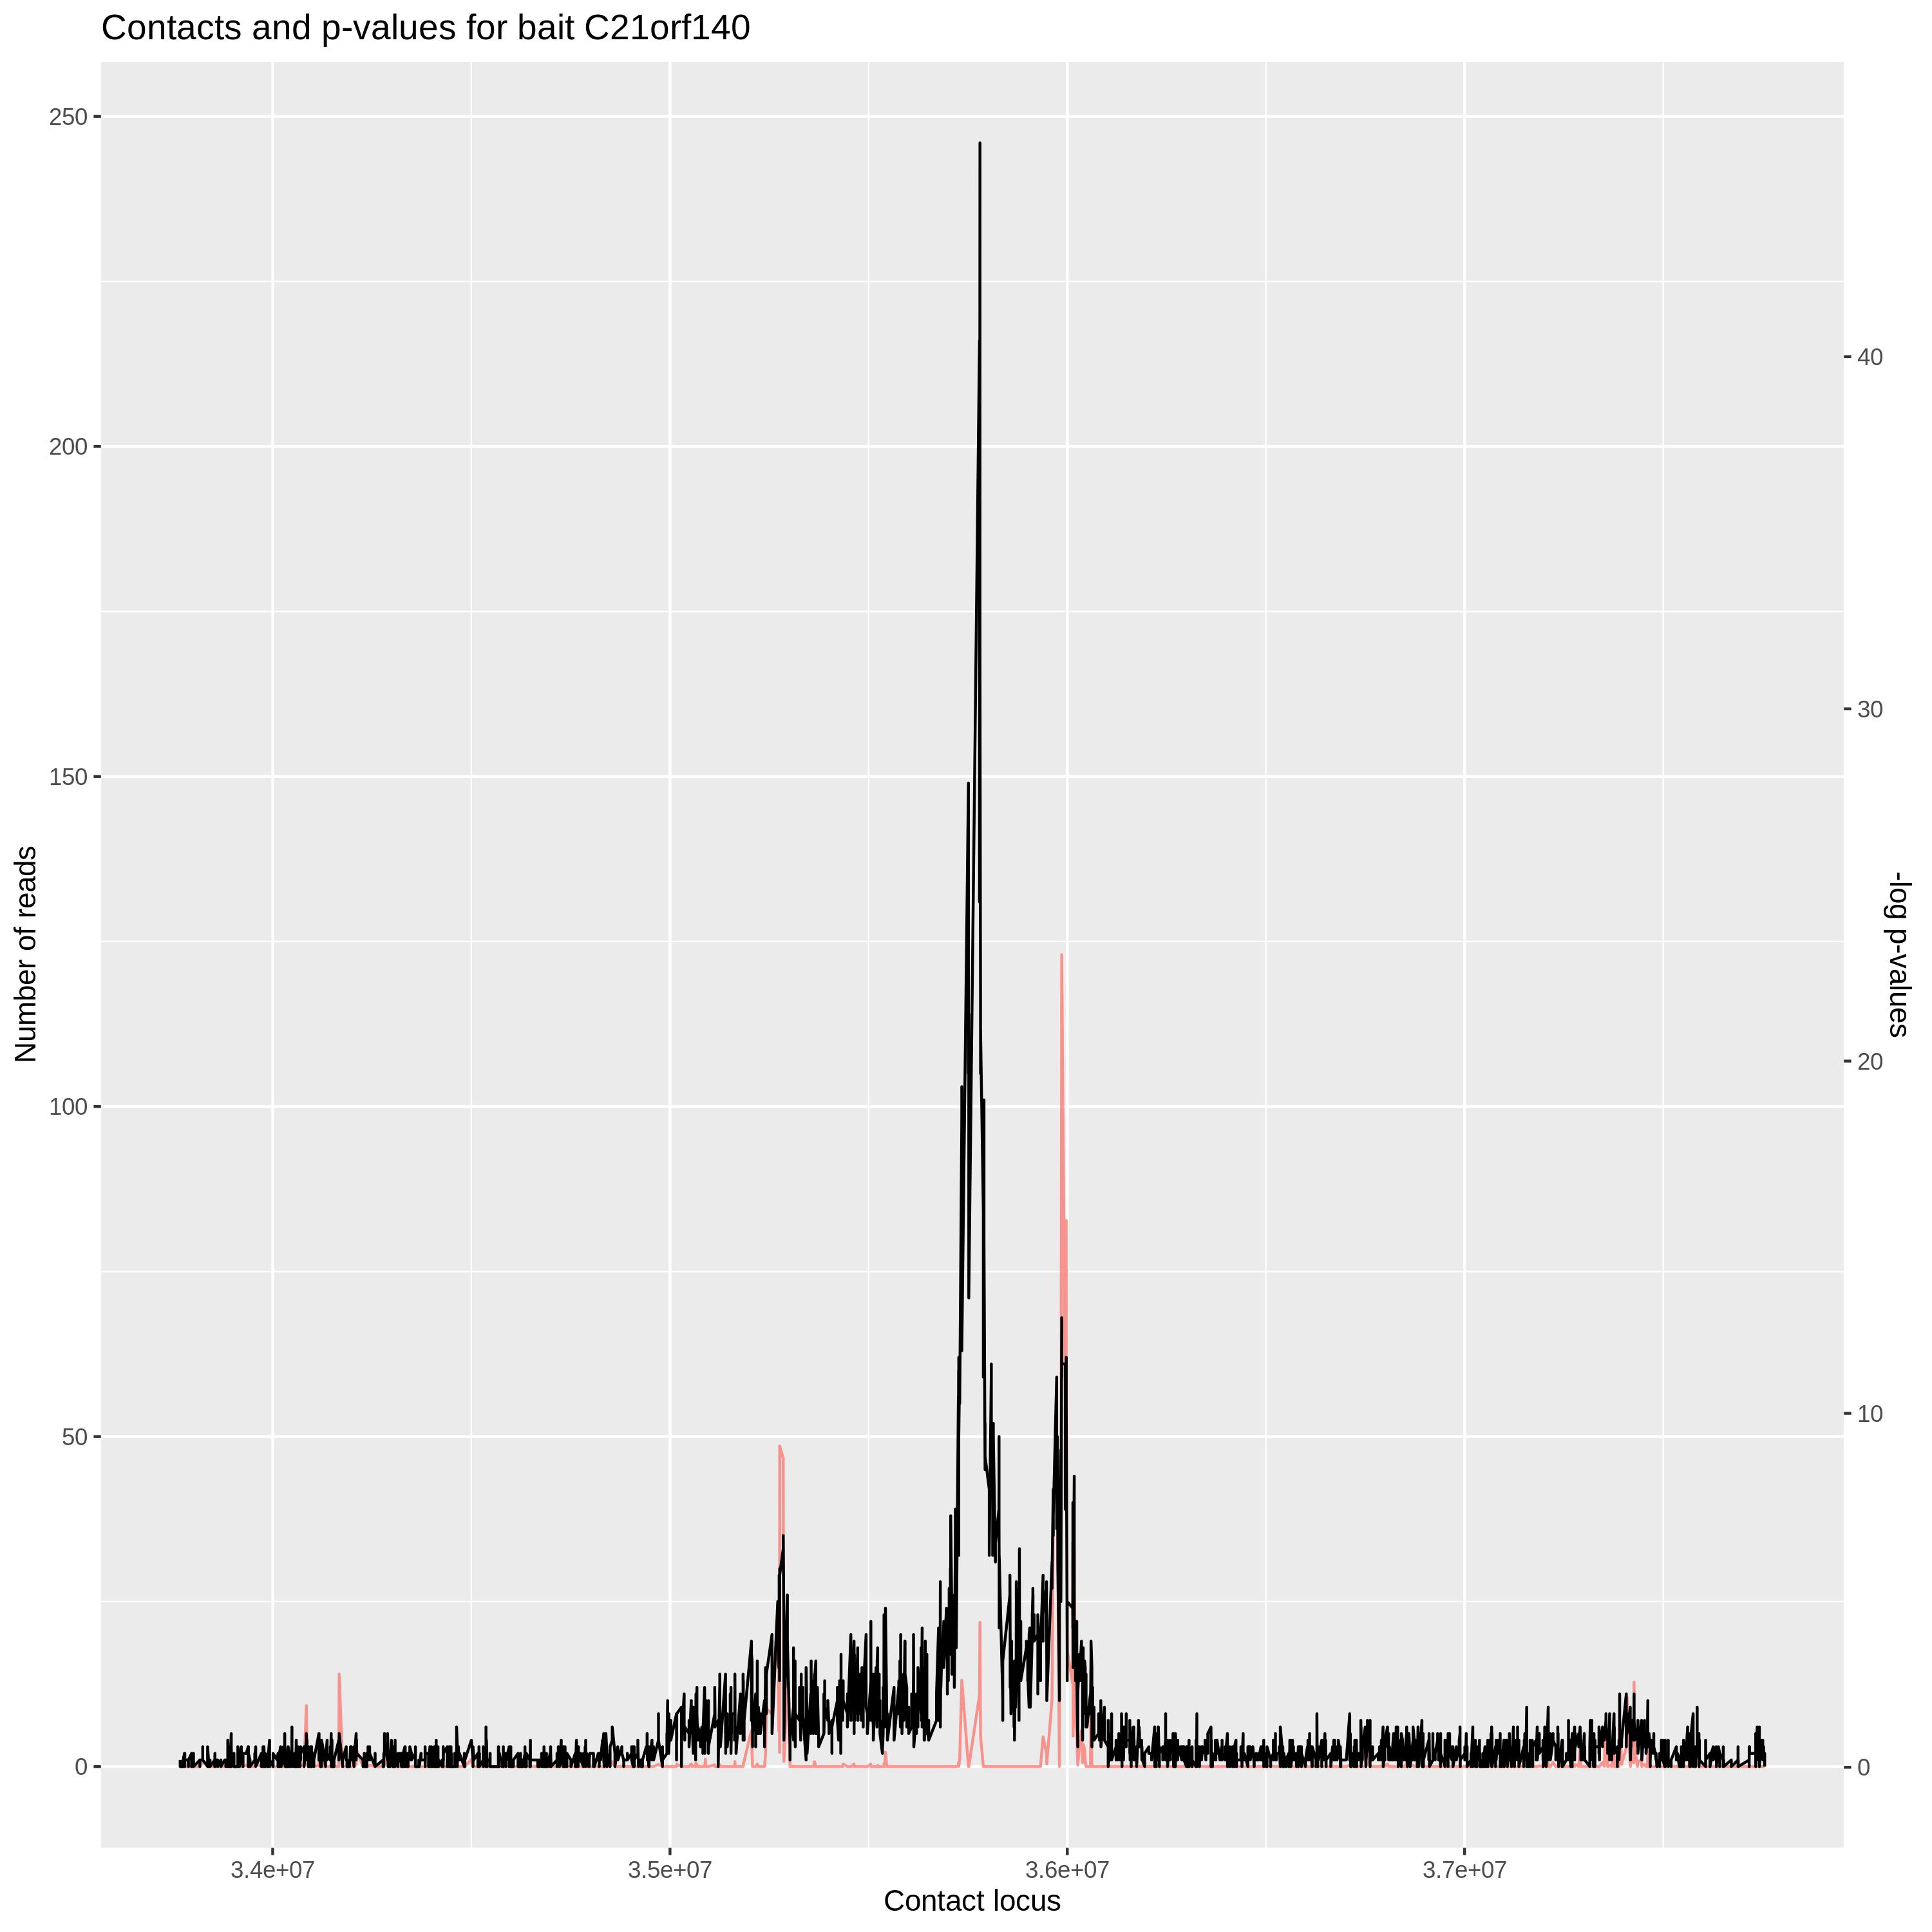 Contacts and p-values for bait C21orf140
250
200
150
100
50
0
Number of reads
40
30
20
10
0
-log p-values
3.4e+07 3.5e+07 3.6e+07 3.7e+07
Contact locus